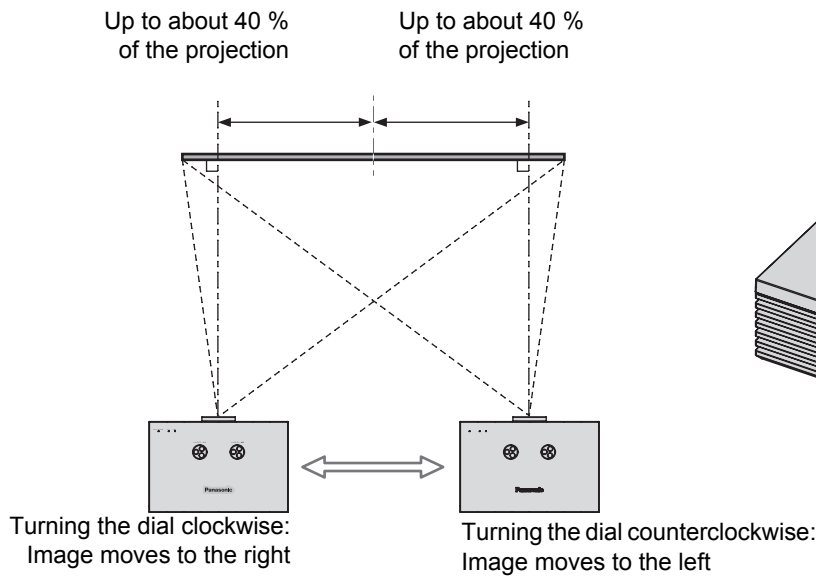 Up to about 40 %
of the projection
Up to about 40 %
of the projection
Panasonic
Panasonic
Turning the dial clockwise:
Image moves to the right
Turning the dial counterclockwise:
Image moves to the left